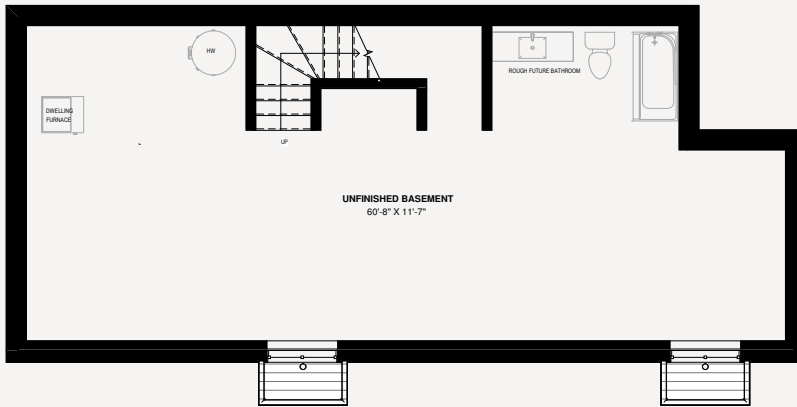 HW
ROUGH FUTURE BATHROOM
DWELLING
FURNACE
UP
UNFINISHED BASEMENT
60'-8" X 11'-7"